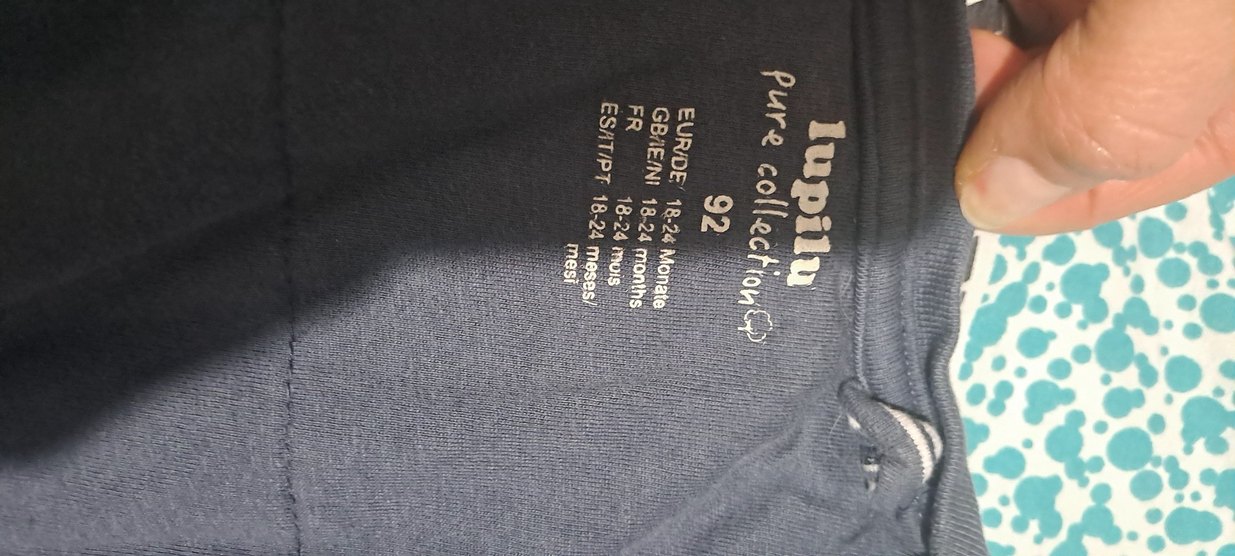 lupilu
pure collection
92
EUR/DE 18-24 Monate
GB/IE/NI 18-24 months
FR 18-24 mois
ES/IT/PT 18-24 meses/
mesi